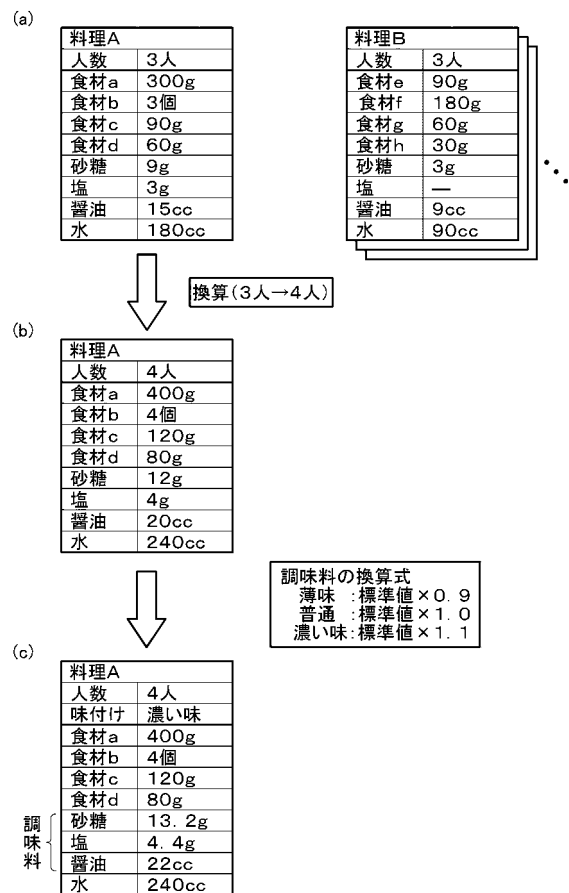 (a)
料理A
人数 3人
食材a 300g
食材b 3個
食材c 90g
食材d 60g
砂糖 9g
塩 3g
醤油 15cc
水 180cc
料理B
人数 3人
食材e 90g
食材f 180g
食材g 60g
食材h 30g
砂糖 3g
塩 —
醤油 9cc
水 90cc
換算(3人→4人)
(b)
料理A
人数 4人
食材a 400g
食材b 4個
食材c 120g
食材d 80g
砂糖 12g
塩 4g
醤油 20cc
水 240cc
調味料の換算式
薄味 :標準値×0.9
普通 :標準値×1.0
濃い味:標準値×1.1
(c)
料理A
人数 4人
味付け 濃い味
食材a 400g
食材b 4個
食材c 120g
食材d 80g
調味料
砂糖 13.2g
塩 4.4g
醤油 22cc
水 240cc